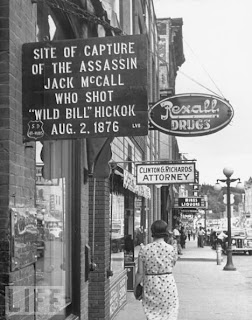 SITE OF CAPTURE
OF THE ASSASSIN
JACK McCALL
WHO SHOT
"WILD BILL" HICKOK
AUG. 2, 1876
Rexall
DRUGS
CLINTON G. RICHARDS
ATTORNEY
LIQUOR
LIFE